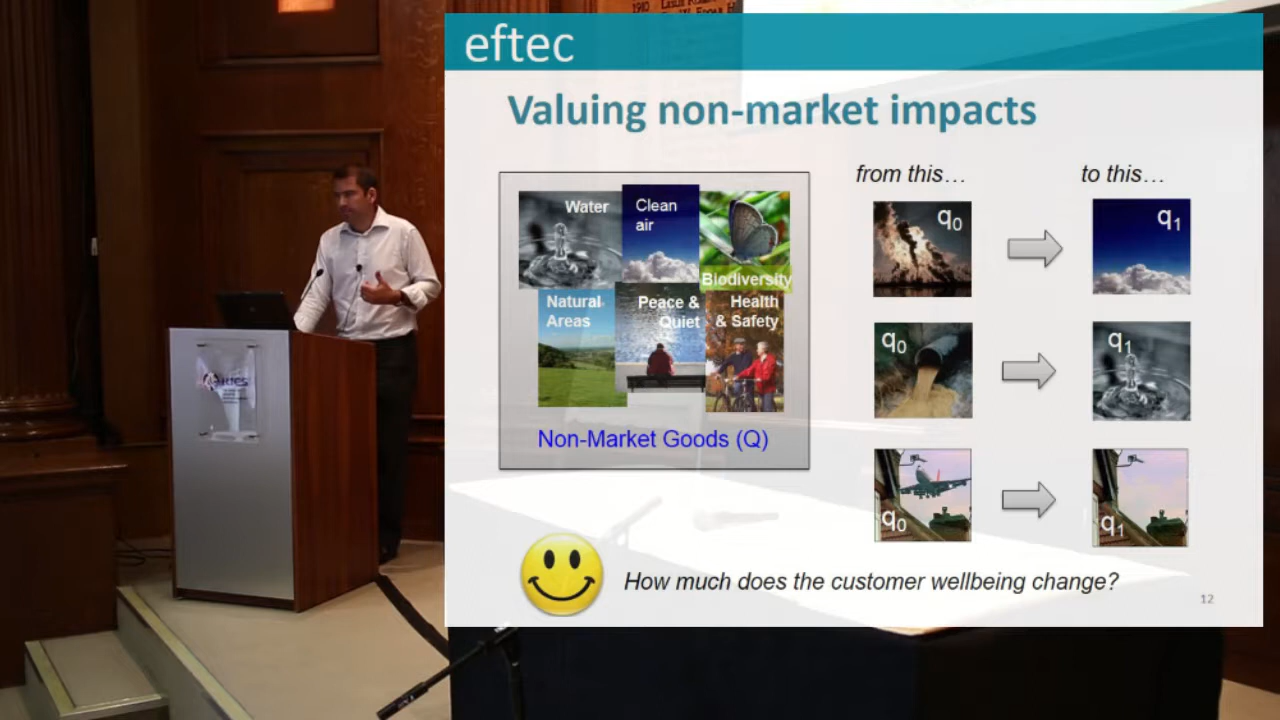 eftec
Valuing non-market impacts
from this…
to this…
Water
Clean
air
Biodiversity
Natural
Areas
Peace &
Quiet
Health
& Safety
Non-Market Goods (Q)
q0
q1
q0
q1
q0
q1
How much does the customer wellbeing change?
12
1910